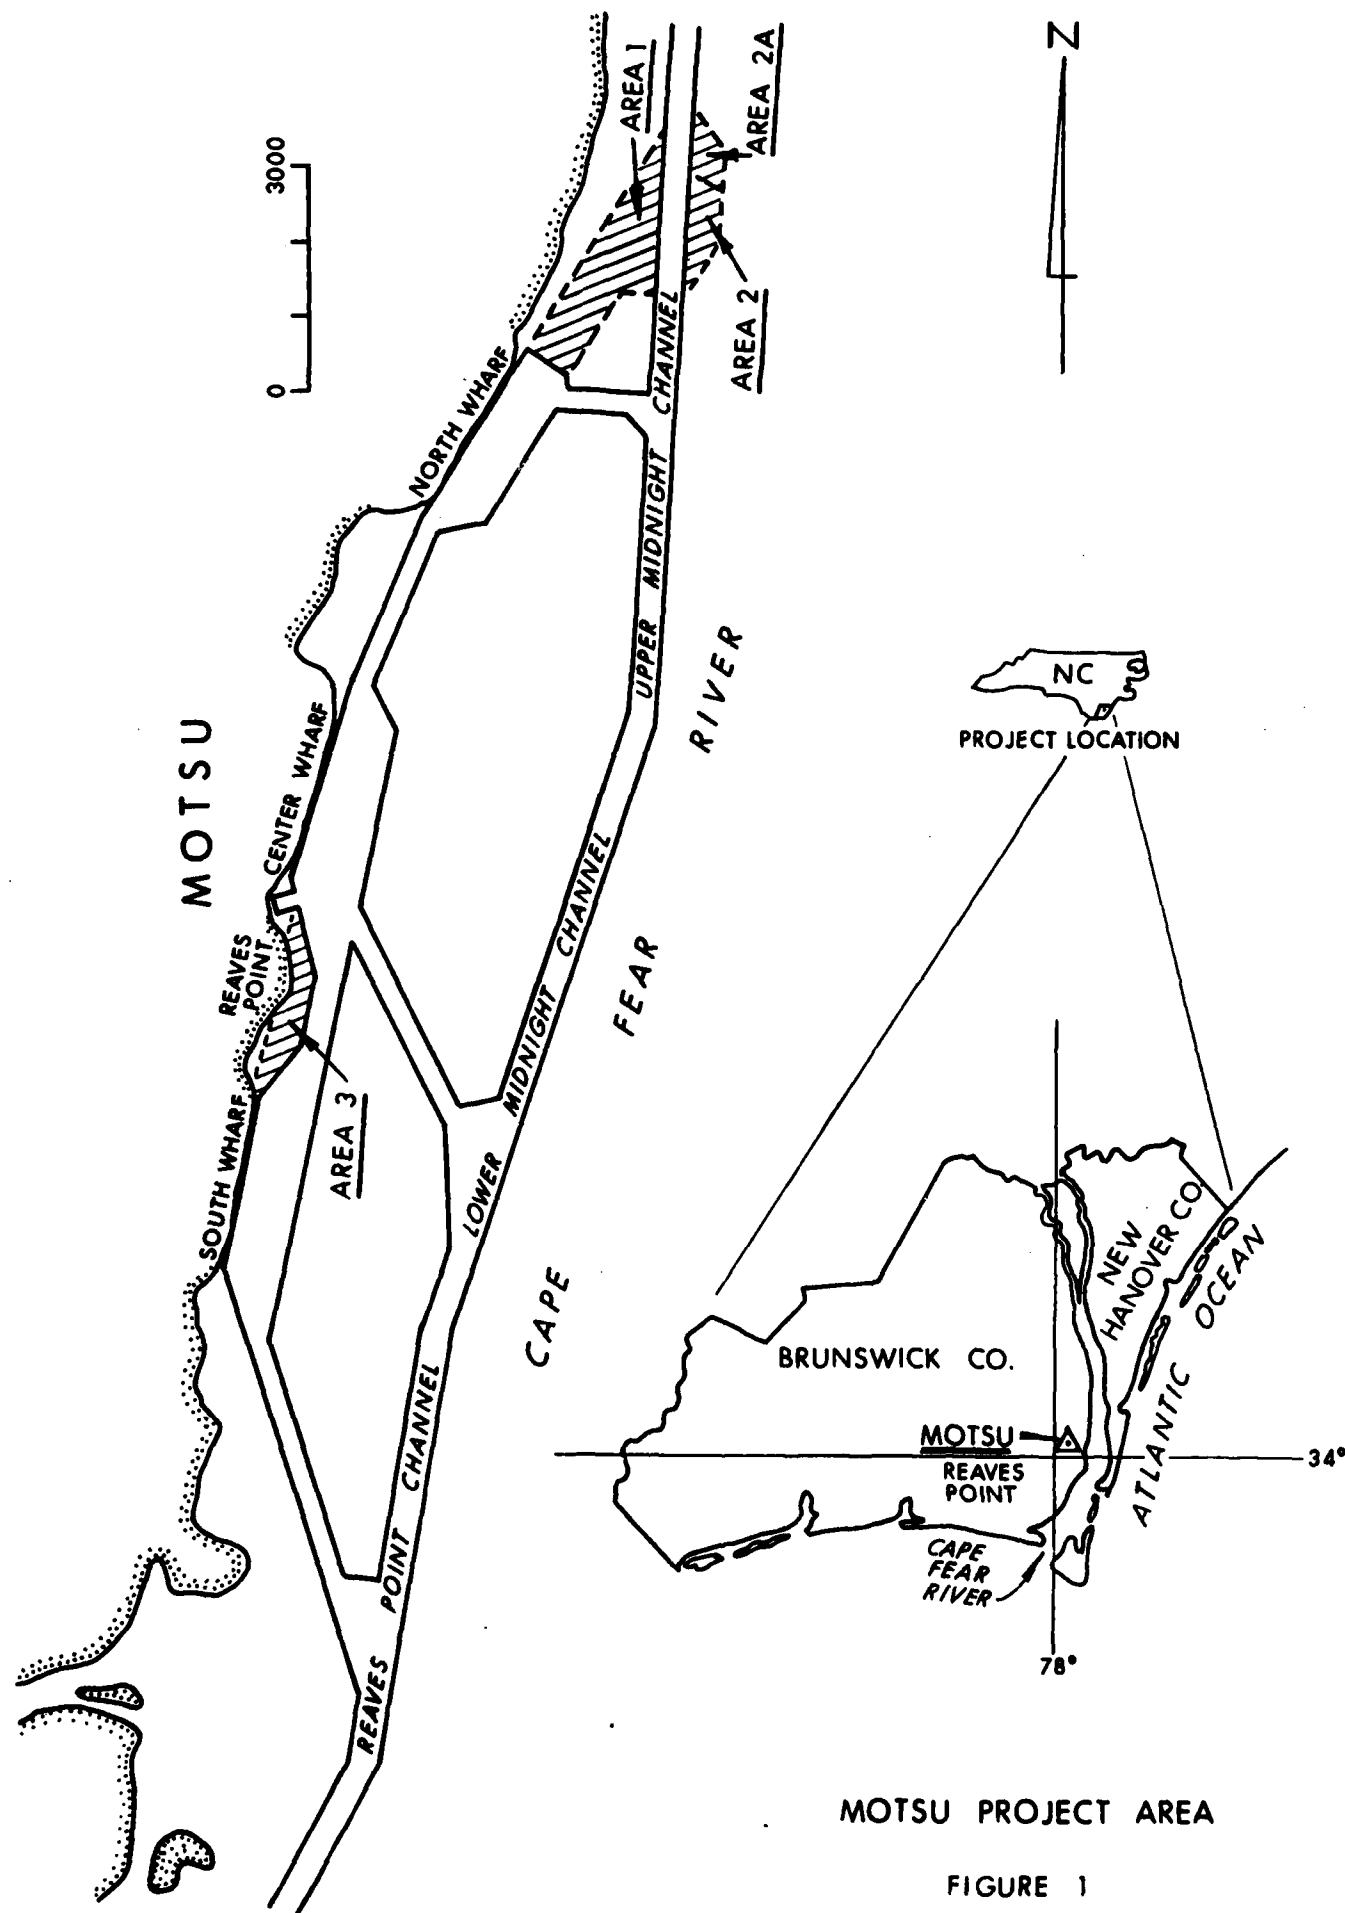 N
0 3000
AREA 1
AREA 2A
AREA 2
NORTH WHARF
UPPER MIDNIGHT CHANNEL
MOTSU
CENTER WHARF
REAVES
POINT
AREA 3
SOUTH WHARF
LOWER MIDNIGHT CHANNEL
CAPE FEAR RIVER
REAVES POINT CHANNEL
NC
PROJECT LOCATION
NEW
HANOVER CO.
BRUNSWICK CO.
ATLANTIC OCEAN
MOTSU
REAVES
POINT
34°
CAPE
FEAR
RIVER
78°
MOTSU PROJECT AREA
FIGURE 1